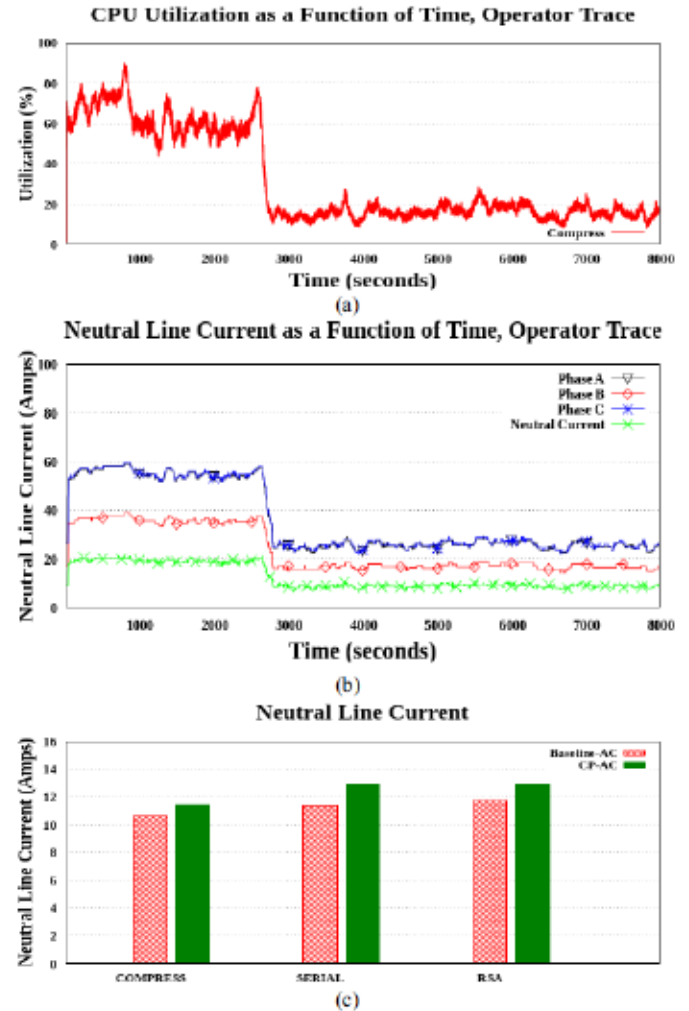 CPU Utilization as a Function of Time, Operator Trace
100
80
60
40
20
0
Utilization (%)
Compress
1000 2000 3000 4000 5000 6000 7000 8000
Time (seconds)
(a)
Neutral Line Current as a Function of Time, Operator Trace
100
80
60
40
20
0
Neutral Line Current (Amps)
Phase A
Phase B
Phase C
Neutral Current
1000 2000 3000 4000 5000 6000 7000 8000
Time (seconds)
(b)
Neutral Line Current
16
14
12
10
8
6
4
2
0
Neutral Line Current (Amps)
Baseline-AC
CP-AC
COMPRESS SERIAL RSA
(c)